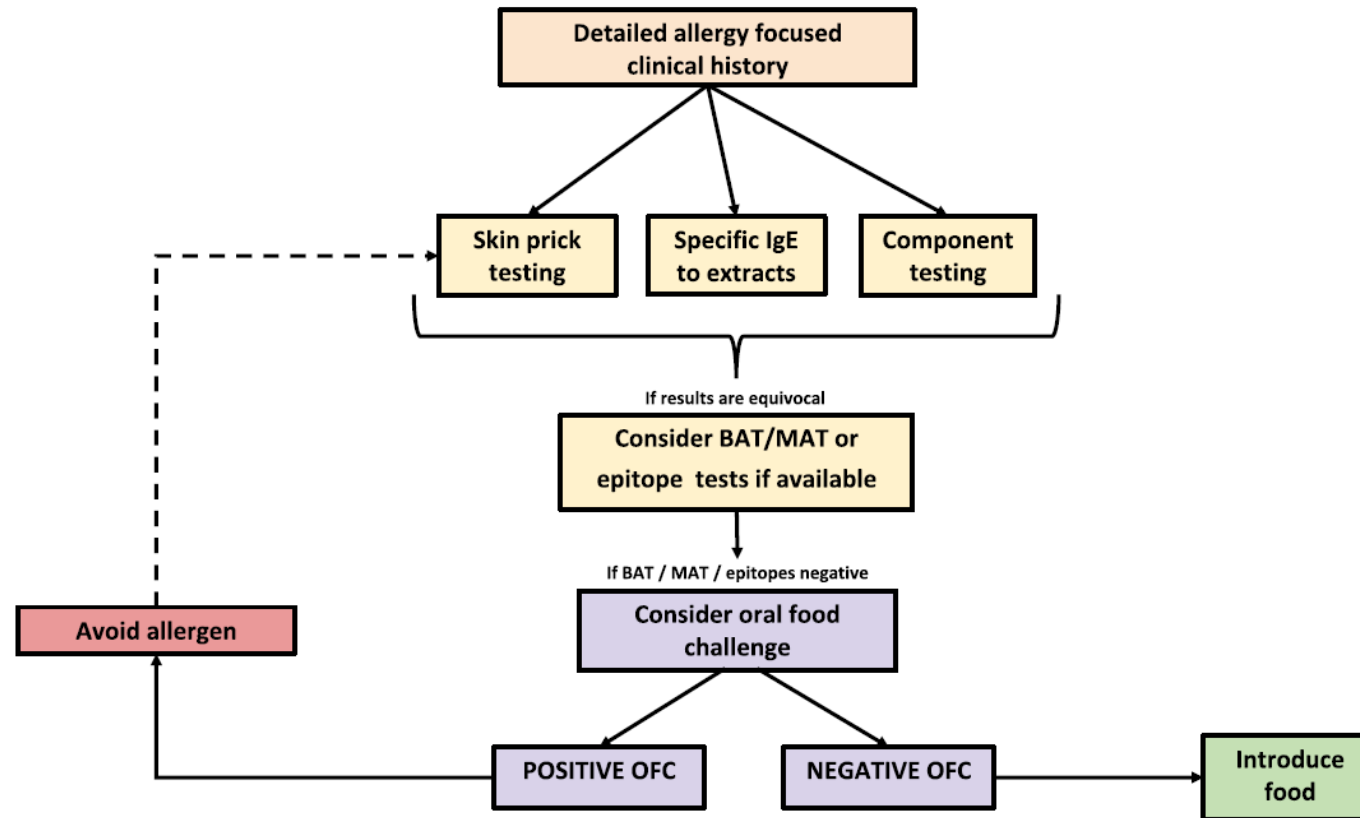 Detailed allergy focused
clinical history
Skin prick
testing
Specific IgE
to extracts
Component
testing
If results are equivocal
Consider BAT/MAT or
epitope tests if available
If BAT / MAT / epitopes negative
Avoid allergen
Consider oral food
challenge
POSITIVE OFC
NEGATIVE OFC
Introduce
food